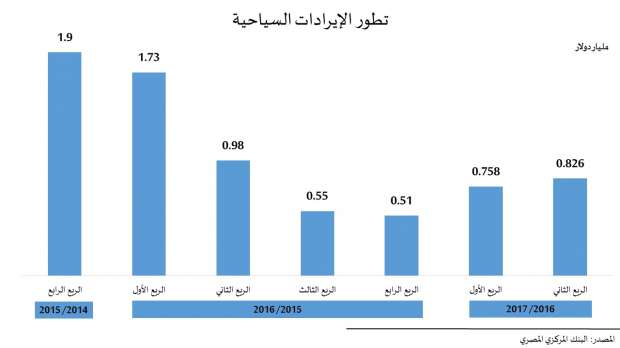 تطور الإيرادات السياحية
مليار دولار
1.9
1.73
0.98
0.55
0.51
0.758
0.826
الربع الرابع
الربع الأول
الربع الثاني
الربع الثالث
الربع الرابع
الربع الأول
الربع الثاني
2015/2014
2016/2015
2017/2016
المصدر: البنك المركزي المصري